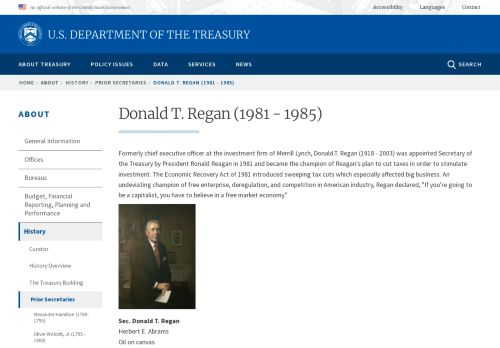 An official website of the United States Government
Accessibility Languages Contact
U.S. DEPARTMENT OF THE TREASURY
ABOUT TREASURY POLICY ISSUES DATA SERVICES NEWS SEARCH
HOME › ABOUT › HISTORY › PRIOR SECRETARIES › DONALD T. REGAN (1981 - 1985)
ABOUT
General Information
Offices
Bureaus
Budget, Financial
Reporting, Planning and
Performance
History
Curator
History Overview
The Treasury Building
Prior Secretaries
Alexander Hamilton (1789 -
1795)
Oliver Wolcott, Jr. (1795 -
1800)
Donald T. Regan (1981 - 1985)
Formerly chief executive officer at the investment firm of Merrill Lynch, Donald T. Regan (1918 - 2003) was appointed Secretary of
the Treasury by President Ronald Reagan in 1981 and became the champion of Reagan's plan to cut taxes in order to stimulate
investment. The Economic Recovery Act of 1981 introduced sweeping tax cuts which especially affected big business. An
undeviating champion of free enterprise, deregulation, and competition in American industry, Regan declared, "If you're going to
be a capitalist, you have to believe in a free market economy."
Sec. Donald T. Regan
Herbert E. Abrams
Oil on canvas